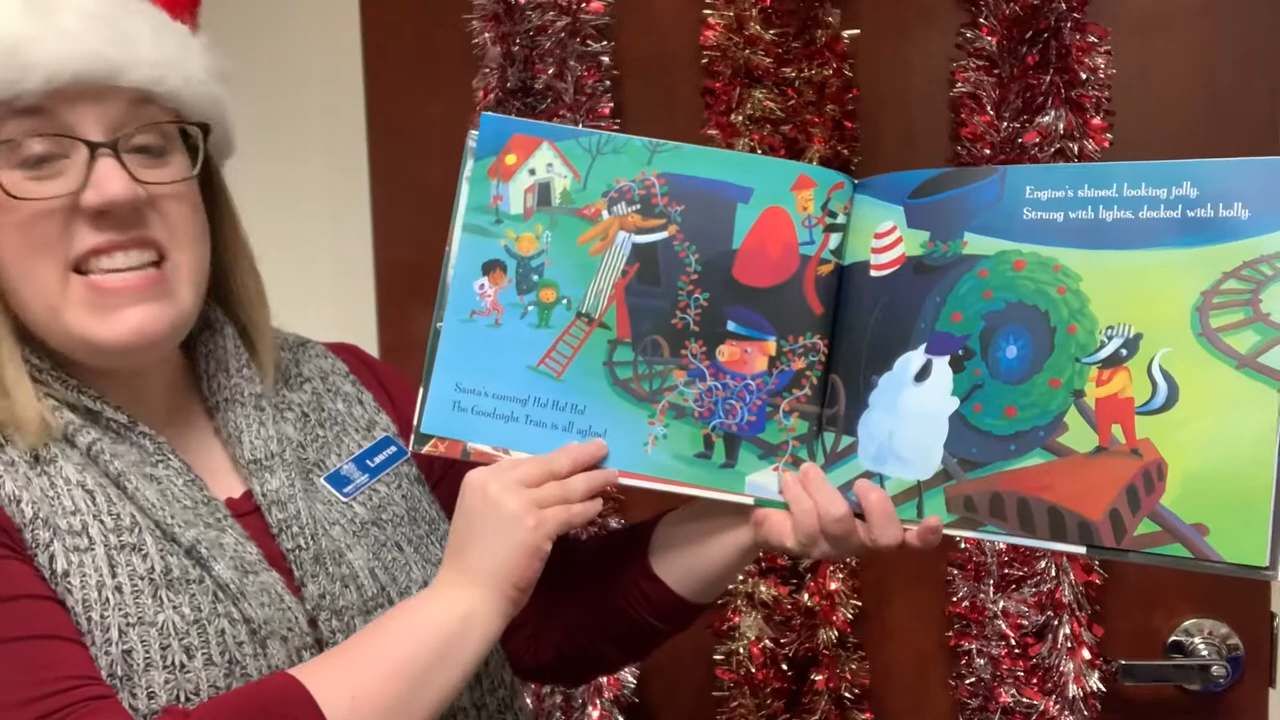 Santa's coming! Ho! Ho! Ho!
The Goodnight Train is all aglow!
Engine's shined, looking jolly.
Strung with lights, decked with holly.
Lauren